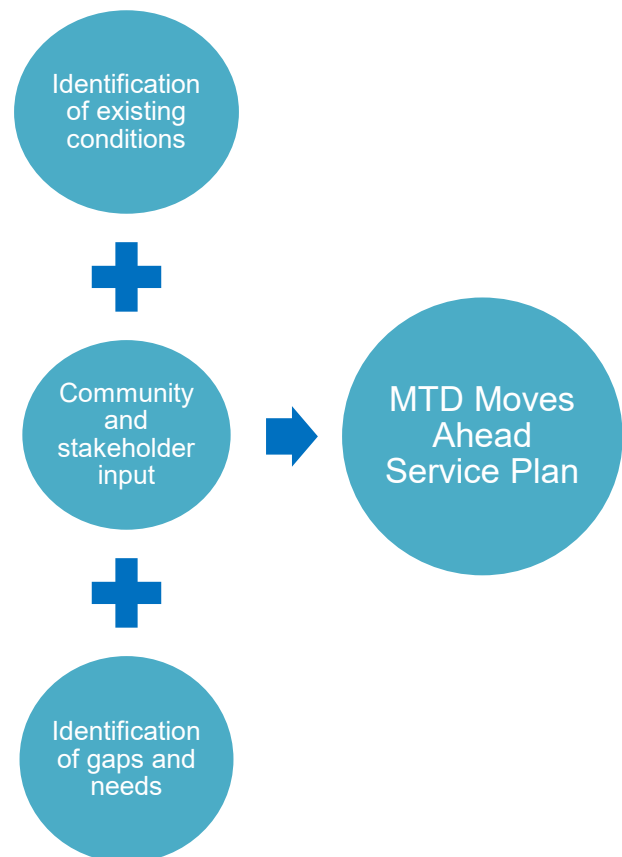 Identification
of existing
conditions
Community
and
stakeholder
input
Identification
of gaps and
needs
MTD Moves
Ahead
Service Plan